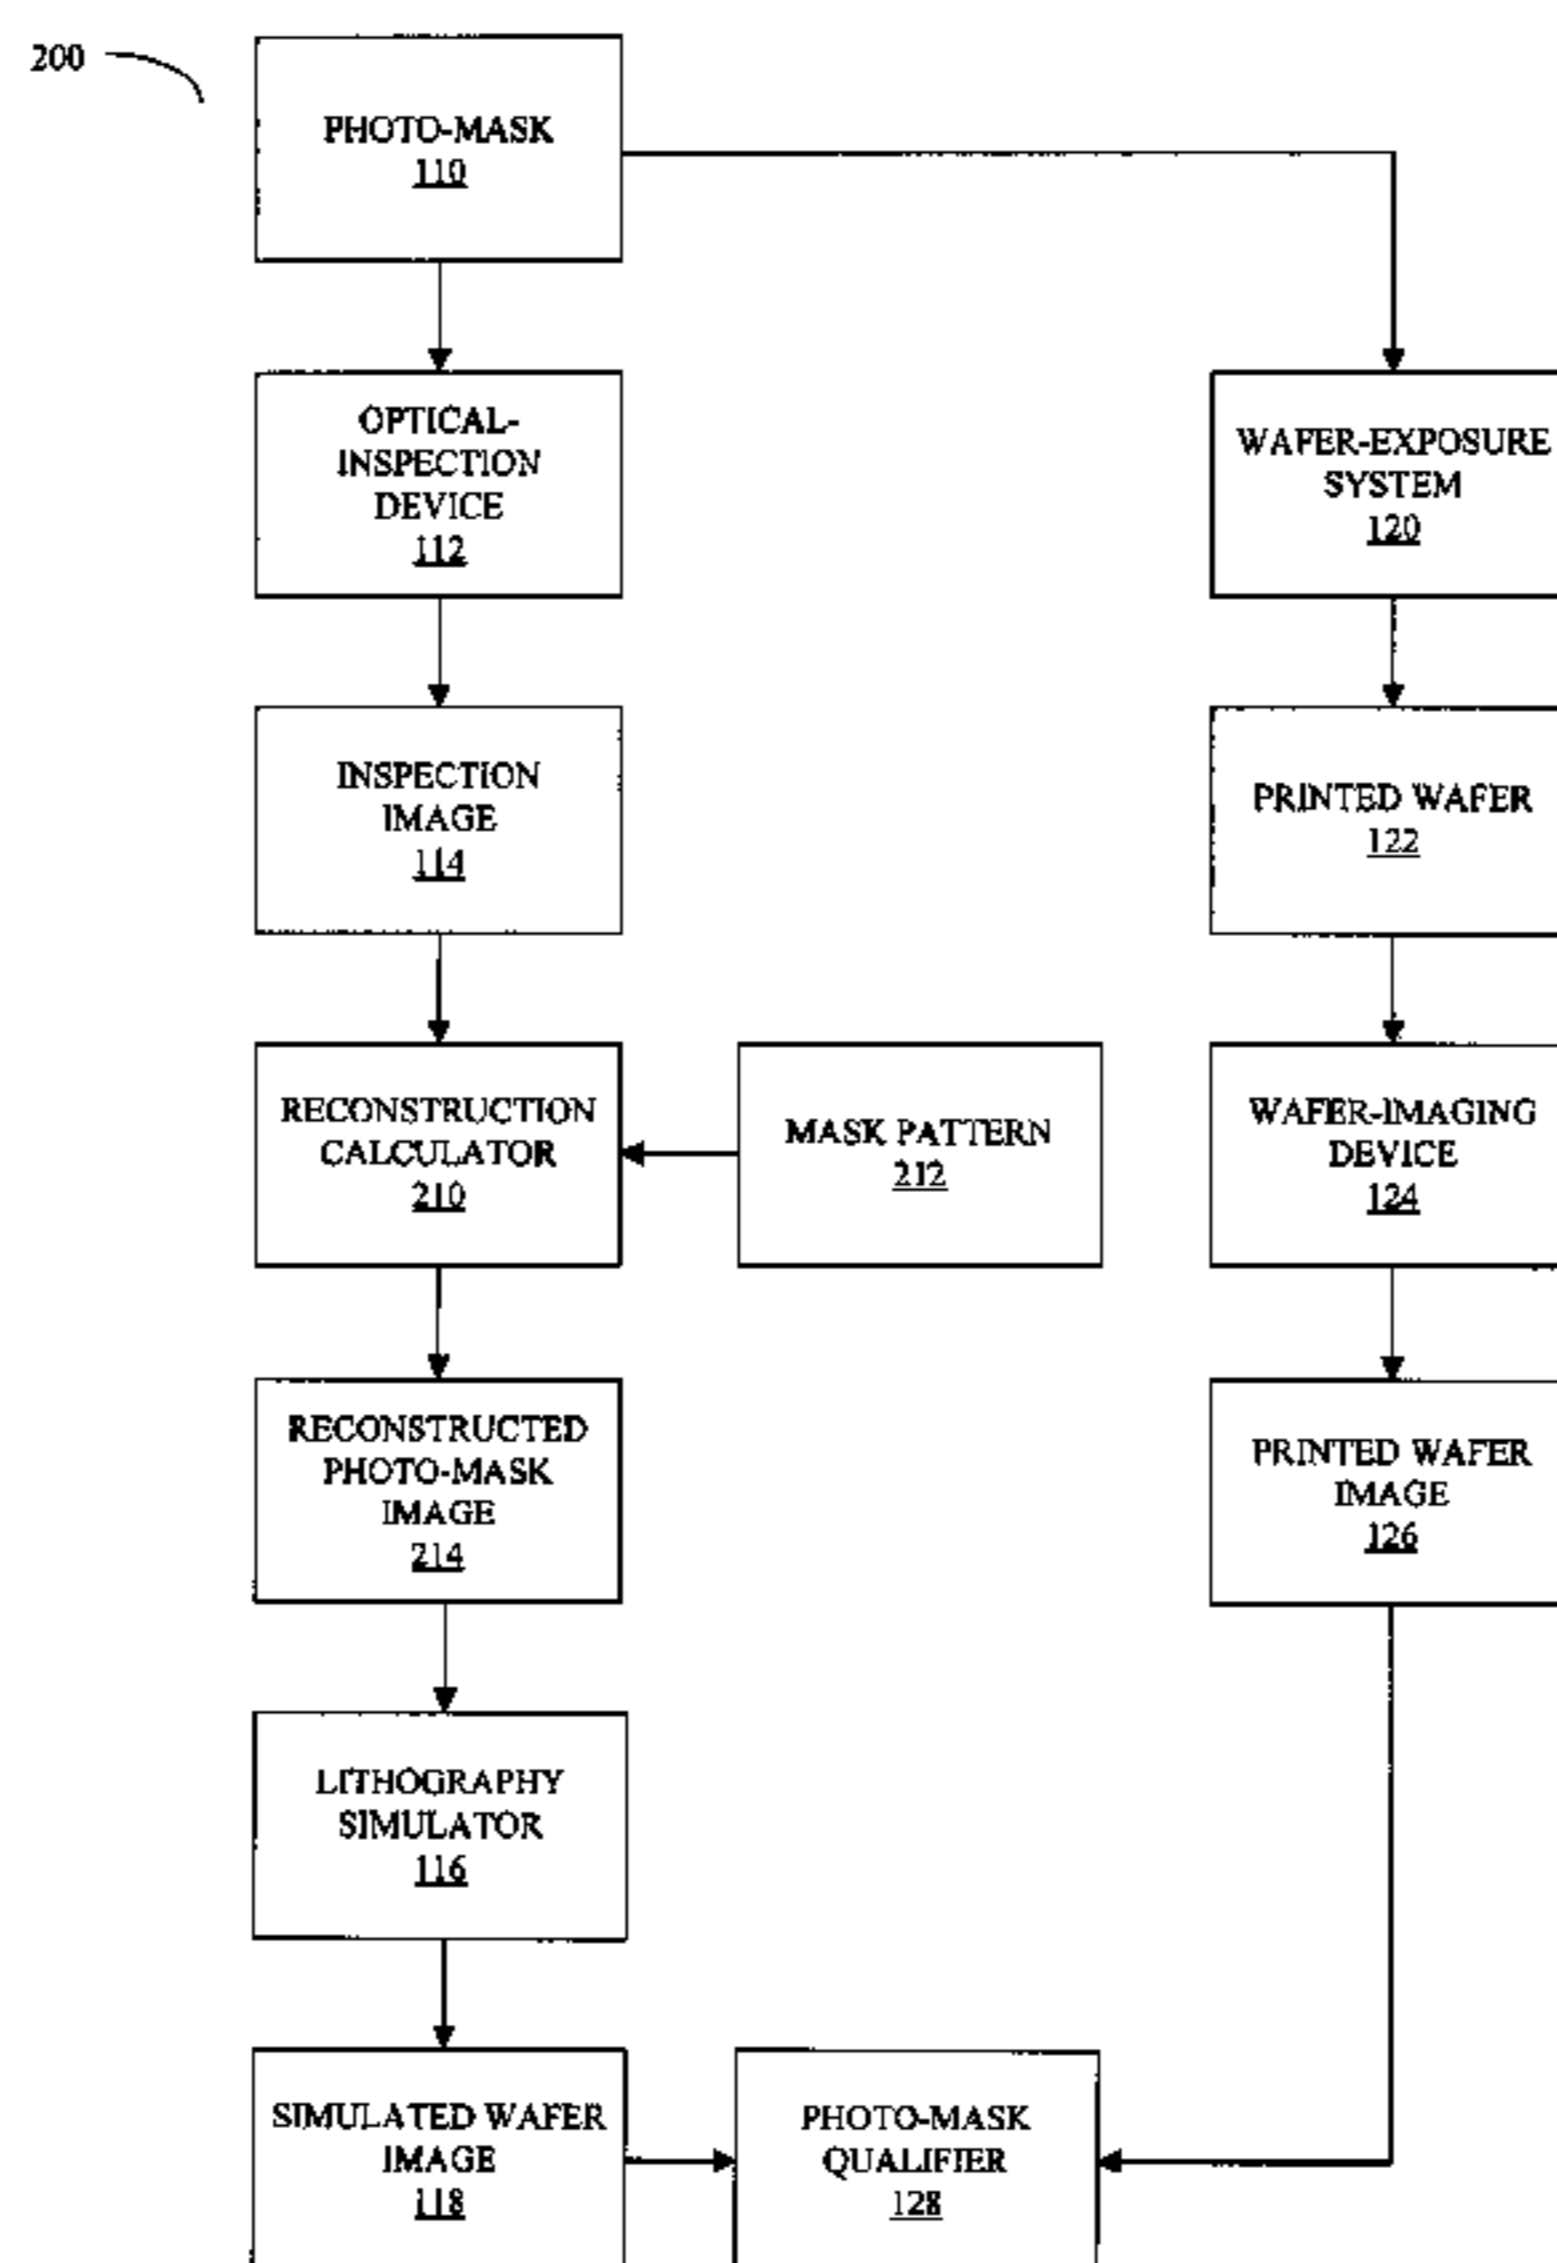 200
PHOTO-MASK
110
OPTICAL-
INSPECTION
DEVICE
112
WAFER-EXPOSURE
SYSTEM
120
INSPECTION
IMAGE
114
PRINTED WAFER
122
RECONSTRUCTION
CALCULATOR
210
MASK PATTERN
212
WAFER-IMAGING
DEVICE
124
RECONSTRUCTED
PHOTO-MASK
IMAGE
214
PRINTED WAFER
IMAGE
126
LITHOGRAPHY
SIMULATOR
116
SIMULATED WAFER
IMAGE
118
PHOTO-MASK
QUALIFIER
128